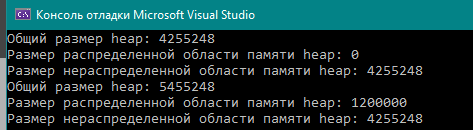 Консоль отладки Microsoft Visual Studio
Общий размер heap: 4255248
Размер распределенной области памяти heap: 0
Размер нераспределенной области памяти heap: 4255248
Общий размер heap: 5455248
Размер распределенной области памяти heap: 1200000
Размер нераспределенной области памяти heap: 4255248